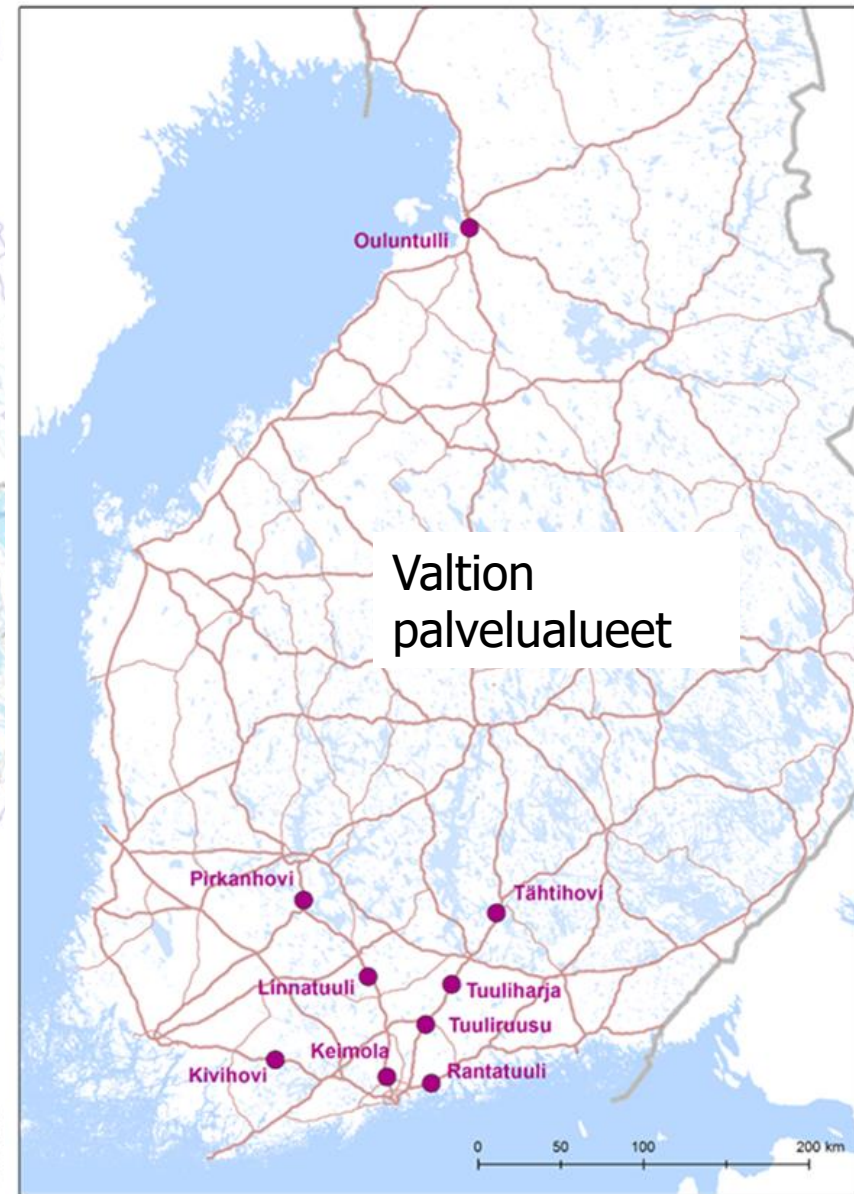 Ouluntulli
Valtion
palvelualueet
Pirkanhovi
Tähtihovi
Linnatuuli
Tuuliharja
Tuuliruusu
Keimola
Kivihovi
Rantatuuli
0 50 100 200 km